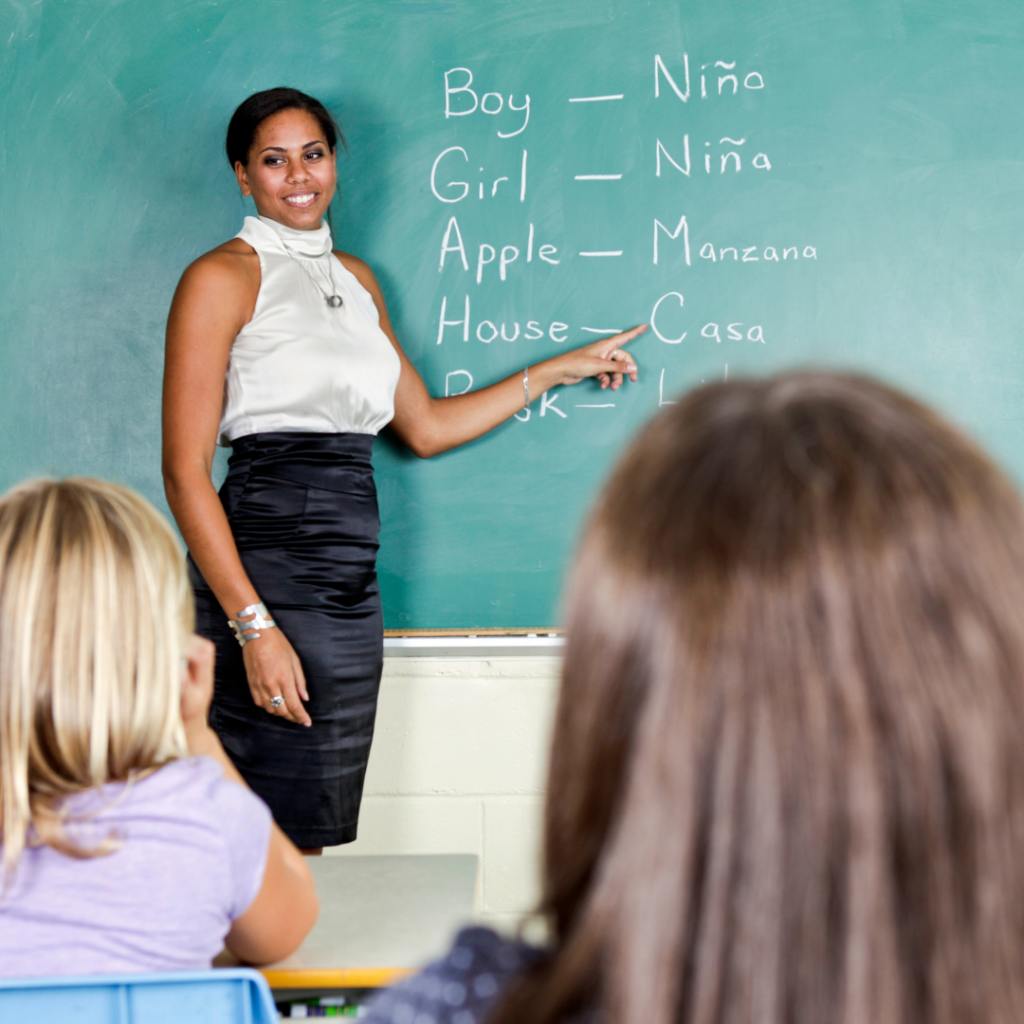 Boy — Niño
Girl — Niña
Apple — Manzana
House — Casa